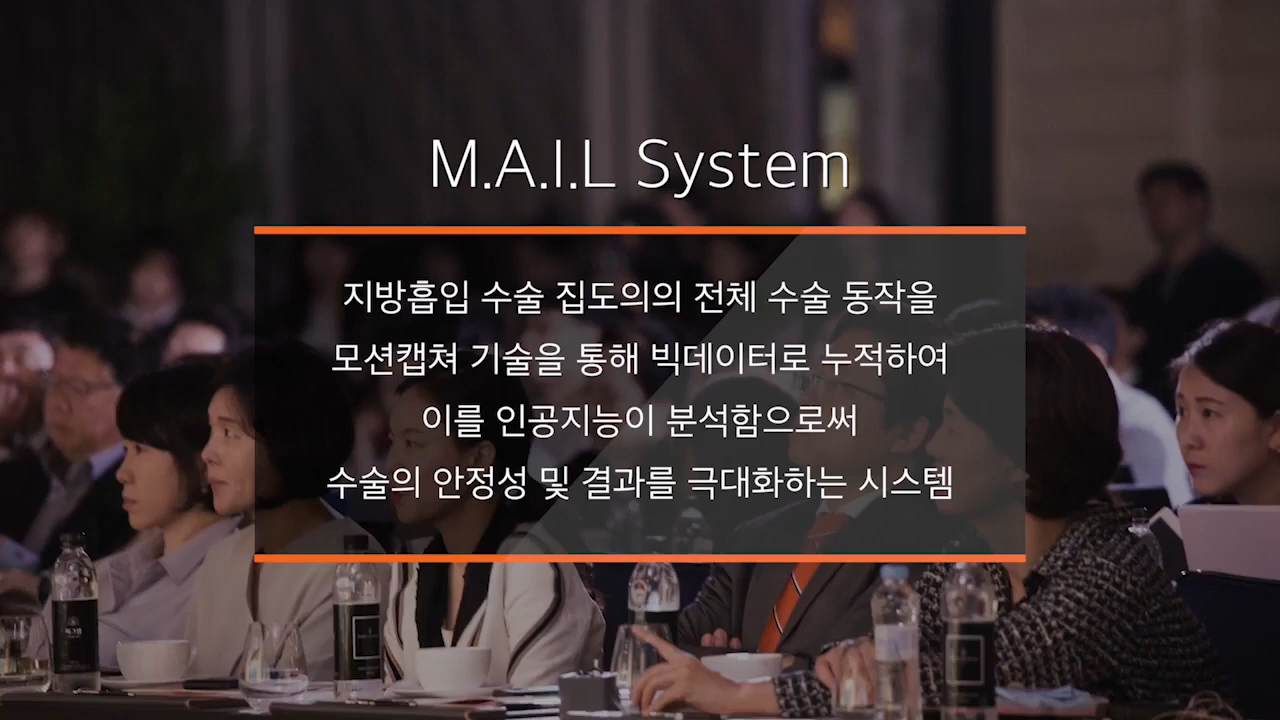 M.A.I.L System
지방흡입 수술 집도의의 전체 수술 동작을
모션캡쳐 기술을 통해 빅데이터로 누적하여
이를 인공지능이 분석함으로써
수술의 안정성 및 결과를 극대화하는 시스템